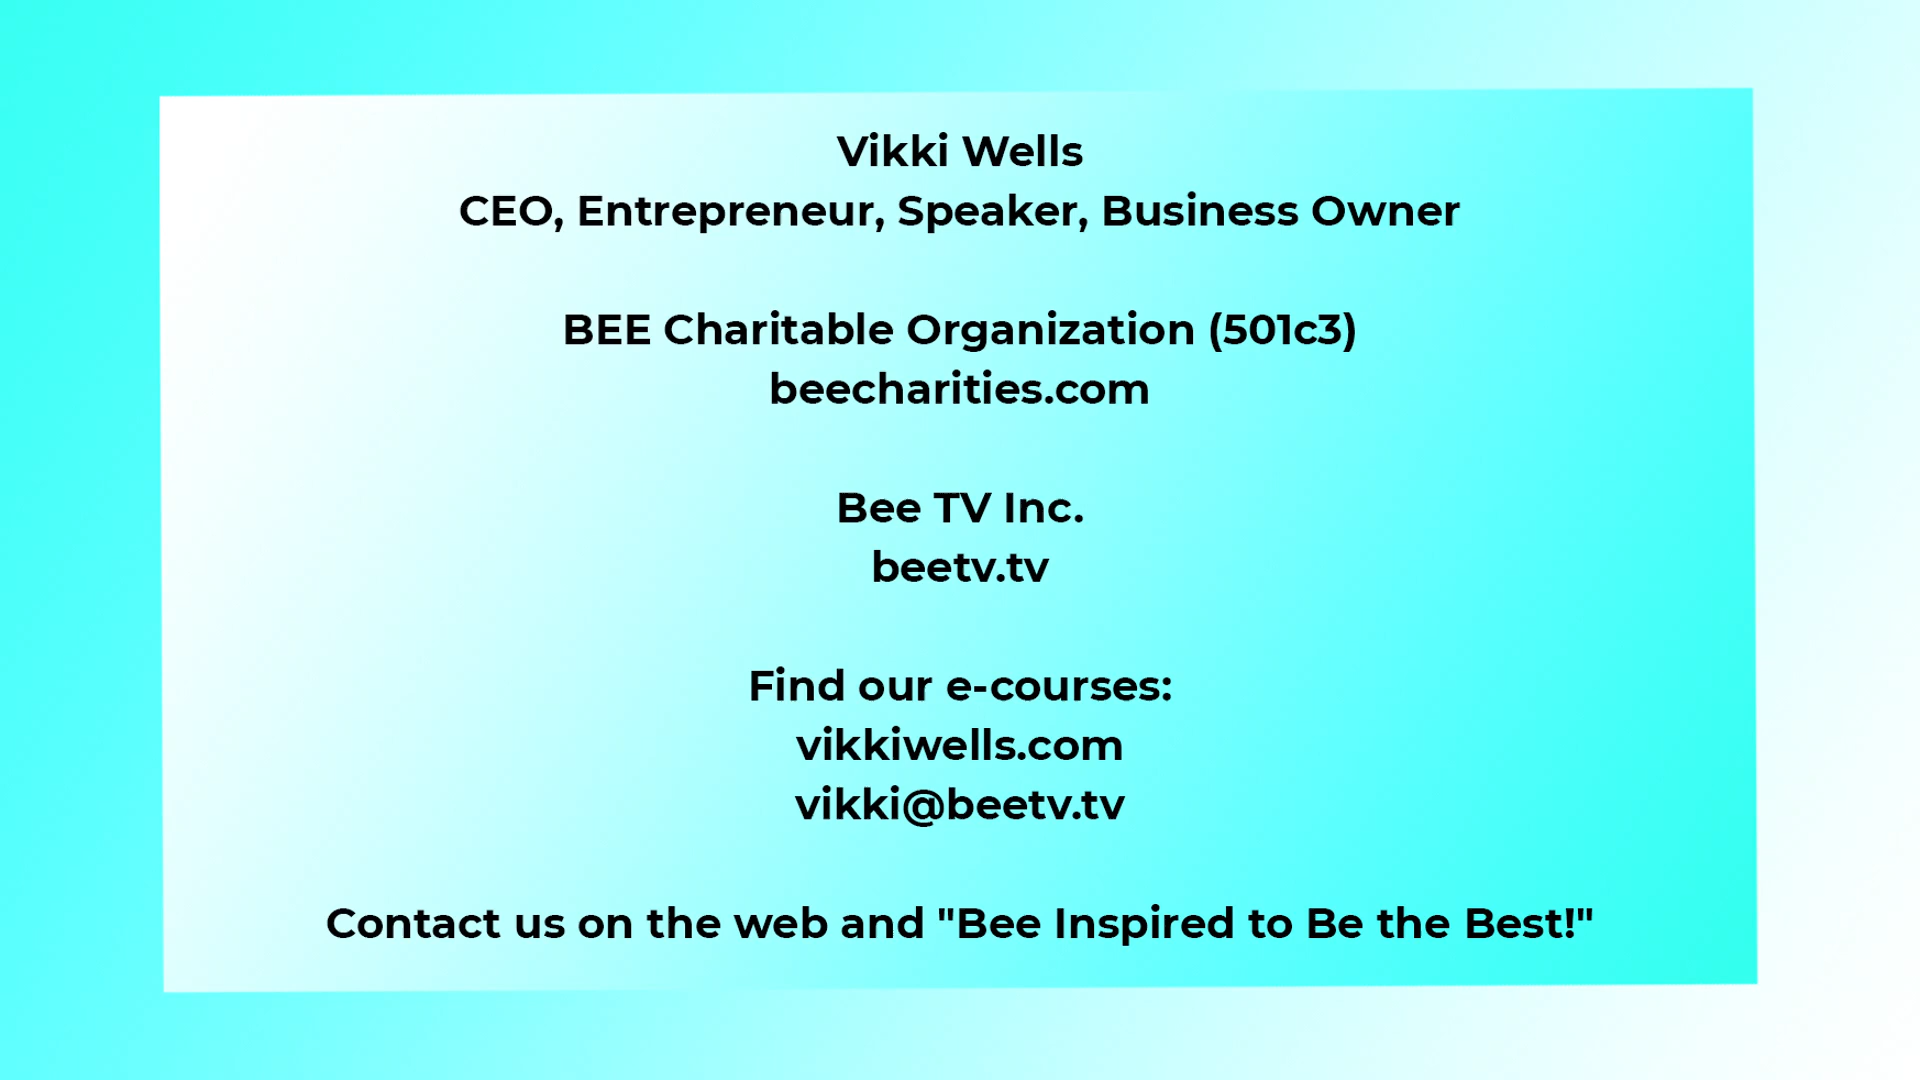 Vikki Wells
CEO, Entrepreneur, Speaker, Business Owner
BEE Charitable Organization (501c3)
beecharities.com
Bee TV Inc.
beetv.tv
Find our e-courses:
vikkiwells.com
vikki@beetv.tv
Contact us on the web and "Bee Inspired to Be the Best!"